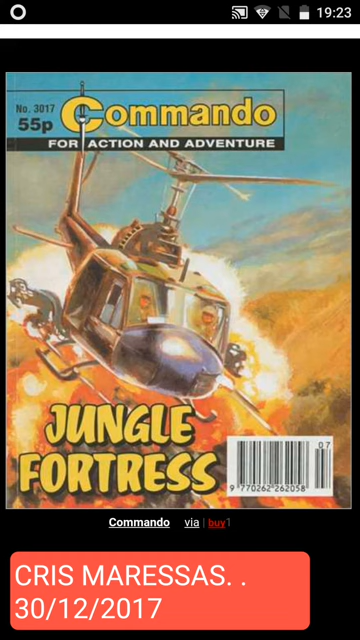 19:23
No. 3017
55p
Commando
FOR ACTION AND ADVENTURE
JUNGLE
FORTRESS
07
9 770262 262058
Commando via | buy1
CRIS MARESSAS. .
30/12/2017